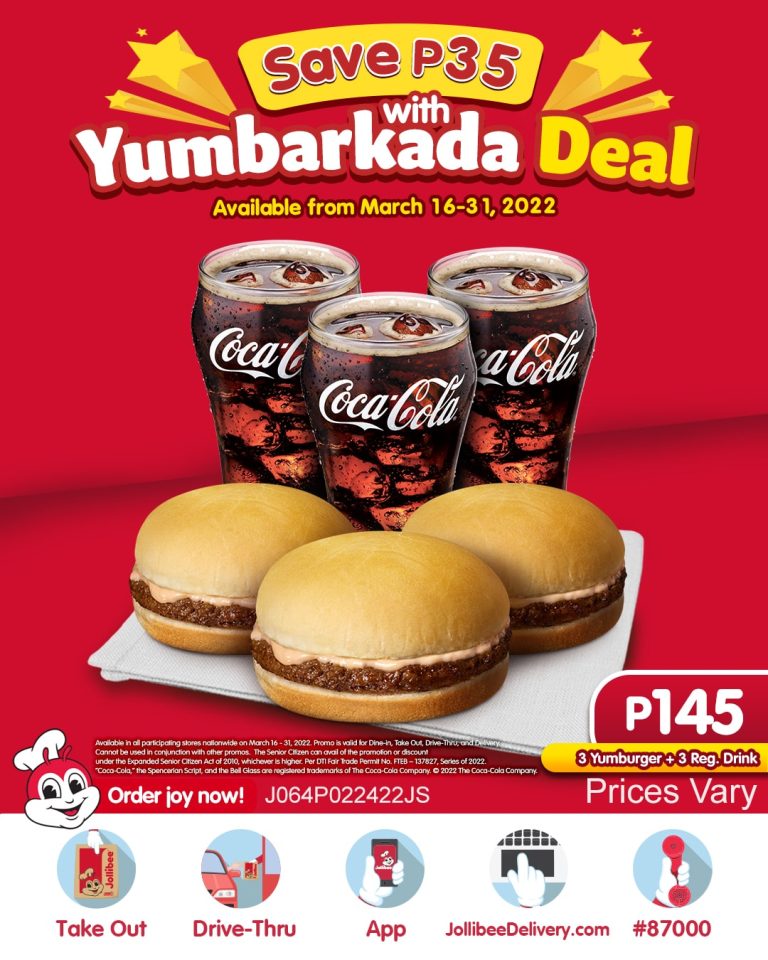 Save P35
with
Yumbarkada Deal
Available from March 16-31, 2022
Coca-C
ca-Cola
Coca-Cola
P145
3 Yumburger + 3 Reg. Drink
Prices Vary
Available in all participating stores nationwide on March 16 - 31, 2022. Promo is valid for Dine-in, Take Out, Drive-Thru, and Delivery.
Cannot be used in conjunction with other promos. The Senior Citizen can avail of the promotion or discount
under the Expanded Senior Citizen Act of 2010, whichever is higher. Per DTI Fair Trade Permit No. FTEB – 137827, Series of 2022.
"Coca-Cola," the Spencerian Script, and the Bell Glass are registered trademarks of The Coca-Cola Company. © 2022 The Coca-Cola Company.
Order joy now! J064P022422JS
Jollibee
Jollibee
Take Out
Drive-Thru
App
JollibeeDelivery.com
#87000